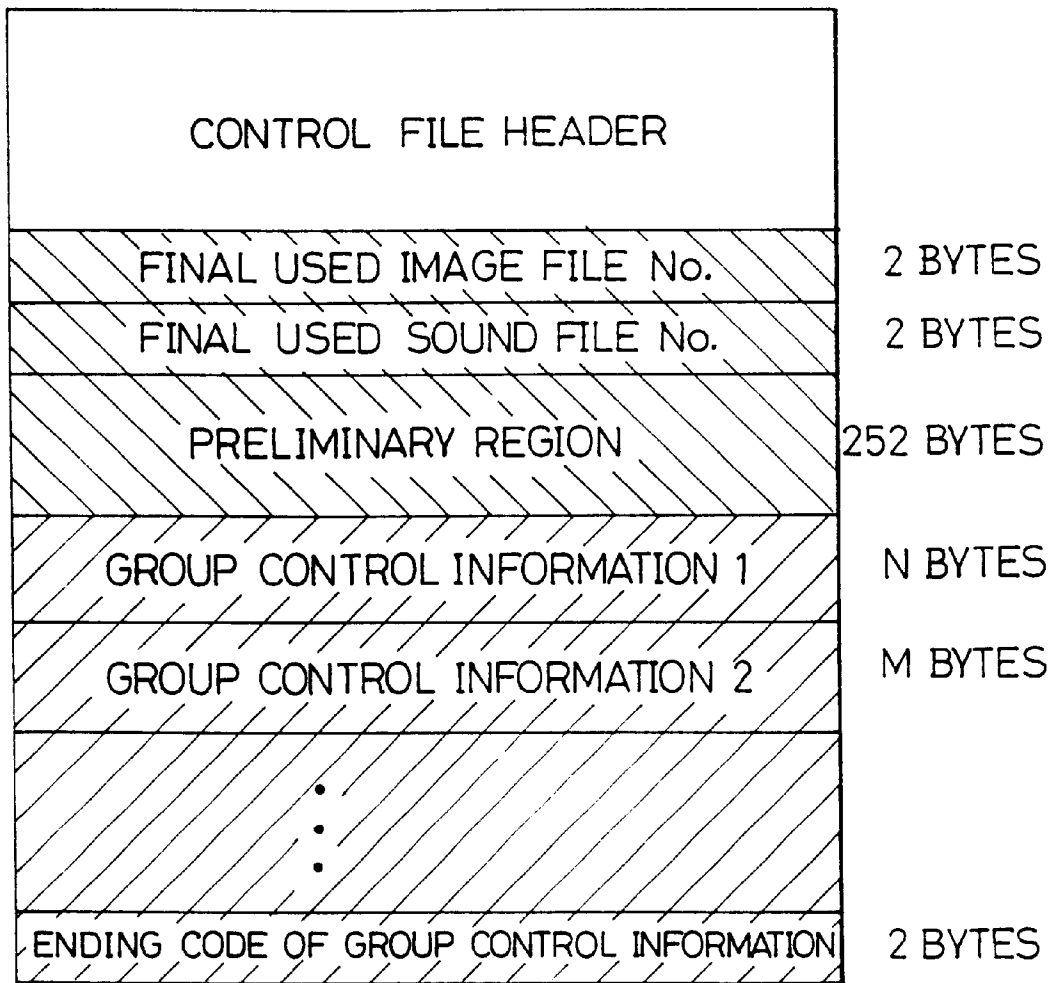 CONTROL FILE HEADER
FINAL USED IMAGE FILE No. 2 BYTES
FINAL USED SOUND FILE No. 2 BYTES
PRELIMINARY REGION 252 BYTES
GROUP CONTROL INFORMATION 1 N BYTES
GROUP CONTROL INFORMATION 2 M BYTES
ENDING CODE OF GROUP CONTROL INFORMATION 2 BYTES